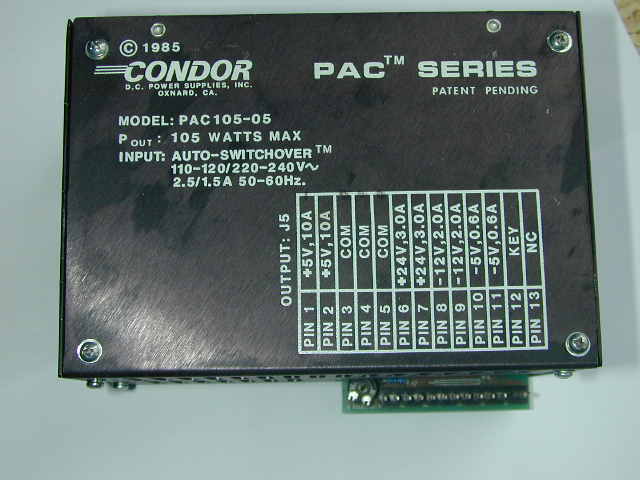 © 1985
CONDOR
D.C. POWER SUPPLIES, INC.
OXNARD, CA.
PAC™ SERIES
PATENT PENDING
MODEL: PAC105-05
POUT: 105 WATTS MAX
INPUT: AUTO-SWITCHOVER™
110-120/220-240V~
2.5/1.5A 50-60Hz.
OUTPUT: J5
PIN 1 +5V,10A
PIN 2 +5V,10A
PIN 3 COM
PIN 4 COM
PIN 5 COM
PIN 6 +24V,3.0A
PIN 7 +24V,3.0A
PIN 8 -12V,2.0A
PIN 9 -12V,2.0A
PIN 10 -5V,0.6A
PIN 11 -5V,0.6A
PIN 12 KEY
PIN 13 NC